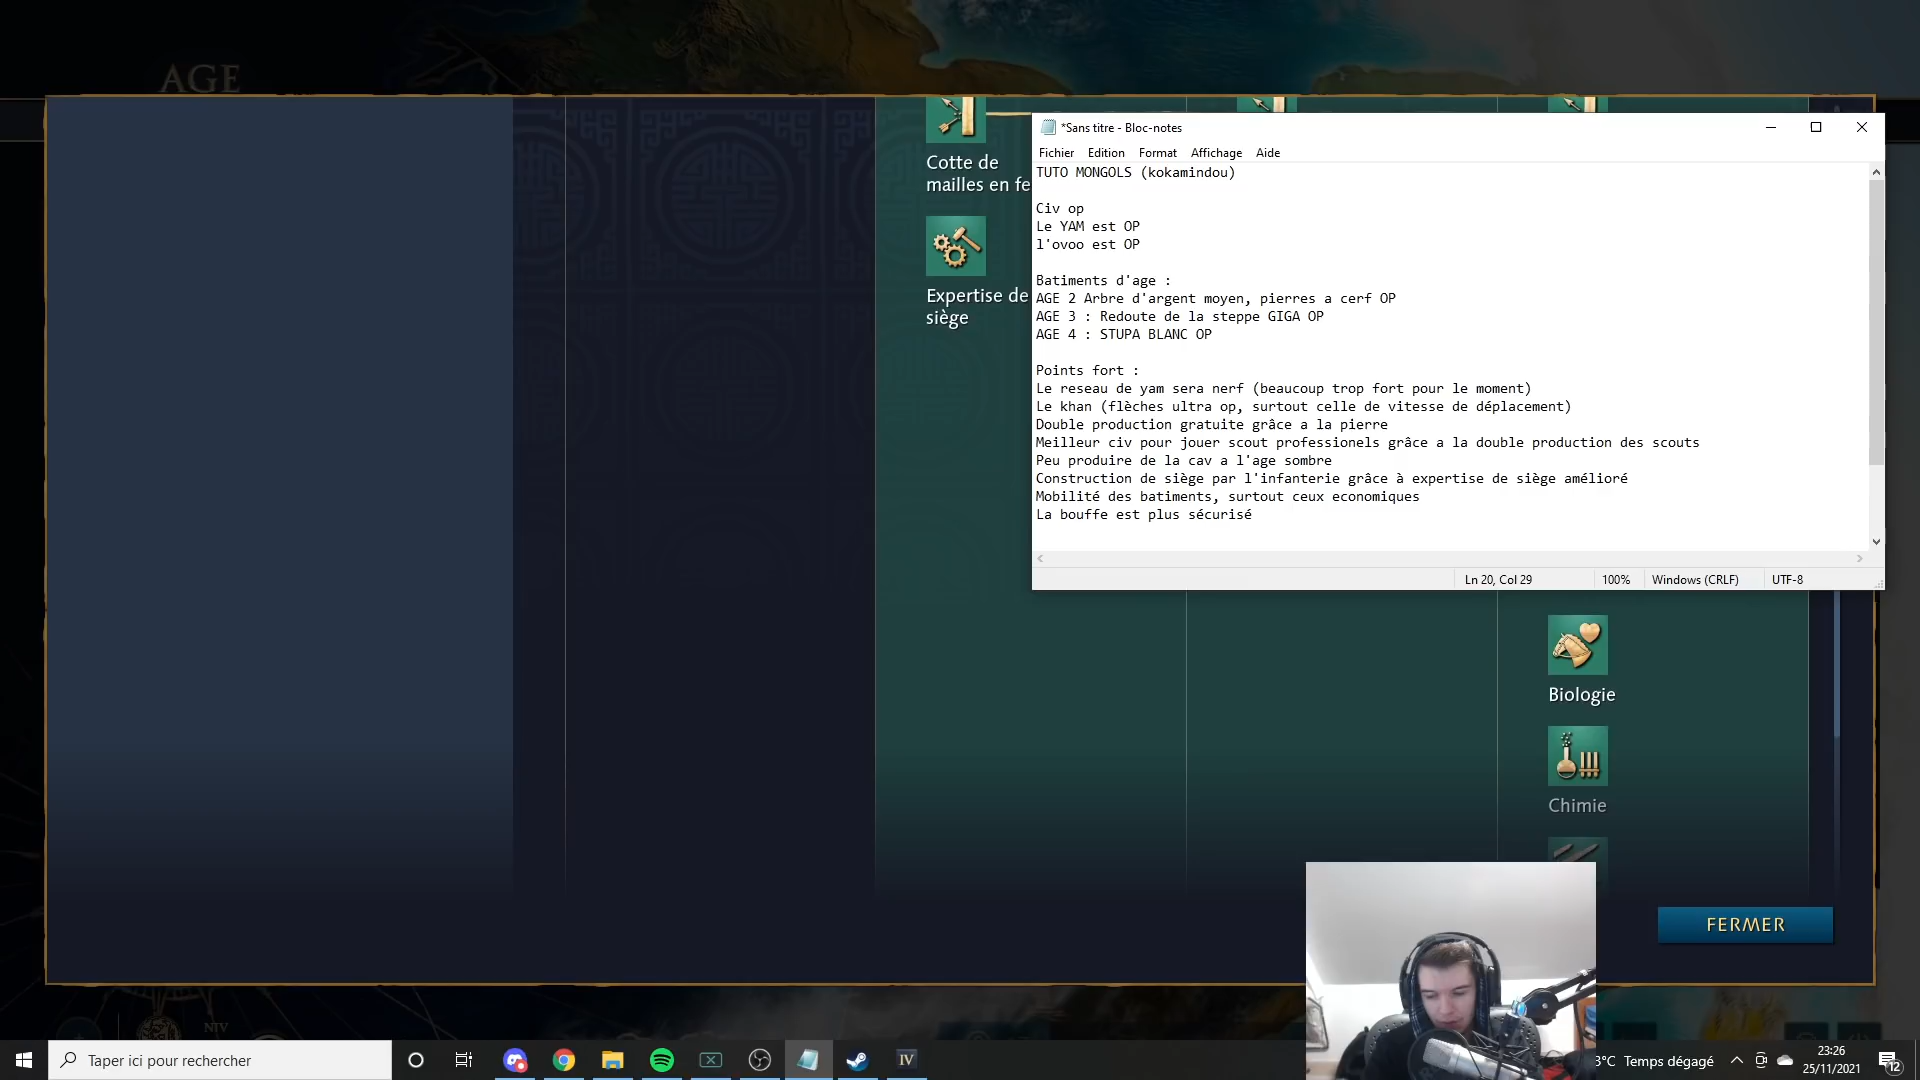 AGE
Cotte de
mailles en fe
Expertise de
siège
*Sans titre - Bloc-notes
Fichier Edition Format Affichage Aide
TUTO MONGOLS (kokamindou)
Civ op
Le YAM est OP
l'ovoo est OP
Batiments d'age :
AGE 2 Arbre d'argent moyen, pierres a cerf OP
AGE 3 : Redoute de la steppe GIGA OP
AGE 4 : STUPA BLANC OP
Points fort :
Le reseau de yam sera nerf (beaucoup trop fort pour le moment)
Le khan (flèches ultra op, surtout celle de vitesse de déplacement)
Double production gratuite grâce a la pierre
Meilleur civ pour jouer scout professionels grâce a la double production des scouts
Peu produire de la cav a l'age sombre
Construction de siège par l'infanterie grâce à expertise de siège amélioré
Mobilité des batiments, surtout ceux economiques
La bouffe est plus sécurisé
Ln 20, Col 29 100% Windows (CRLF) UTF-8
Biologie
Chimie
FERMER
NIV
Taper ici pour rechercher
IV
3°C Temps dégagé
23:26
25/11/2021
12